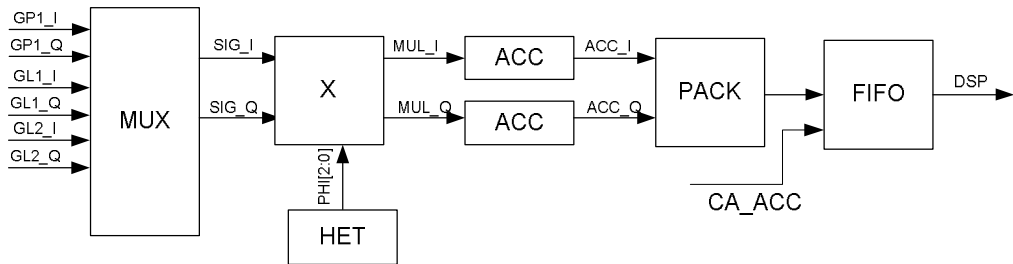 GP1_I
GP1_Q
GL1_I
GL1_Q
GL2_I
GL2_Q
MUX
SIG_I
SIG_Q
X
PHI[2:0]
HET
MUL_I
MUL_Q
ACC
ACC
ACC_I
ACC_Q
PACK
CA_ACC
FIFO
DSP